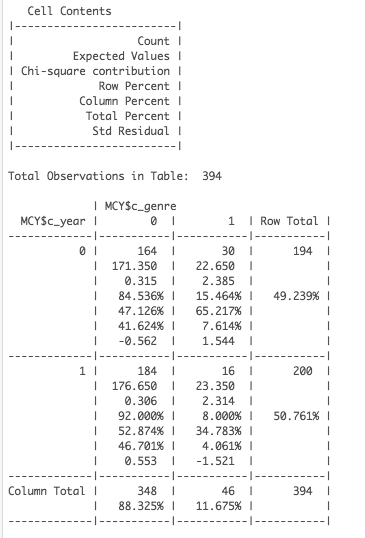 Cell Contents
|-------------------------|
|                   Count |
|         Expected Values |
| Chi-square contribution |
|             Row Percent |
|          Column Percent |
|           Total Percent |
|            Std Residual |
|-------------------------|
Total Observations in Table:  394
             | MCY$c_genre
  MCY$c_year |        0  |        1  | Row Total |
-------------|-----------|-----------|-----------|
           0 |      164  |       30  |      194  |
             |  171.350  |   22.650  |           |
             |    0.315  |    2.385  |           |
             |   84.536% |   15.464% |   49.239% |
             |   47.126% |   65.217% |           |
             |   41.624% |    7.614% |           |
             |   -0.562  |    1.544  |           |
-------------|-----------|-----------|-----------|
           1 |      184  |       16  |      200  |
             |  176.650  |   23.350  |           |
             |    0.306  |    2.314  |           |
             |   92.000% |    8.000% |   50.761% |
             |   52.874% |   34.783% |           |
             |   46.701% |    4.061% |           |
             |    0.553  |   -1.521  |           |
-------------|-----------|-----------|-----------|
Column Total |      348  |       46  |      394  |
             |   88.325% |   11.675% |           |
-------------|-----------|-----------|-----------|